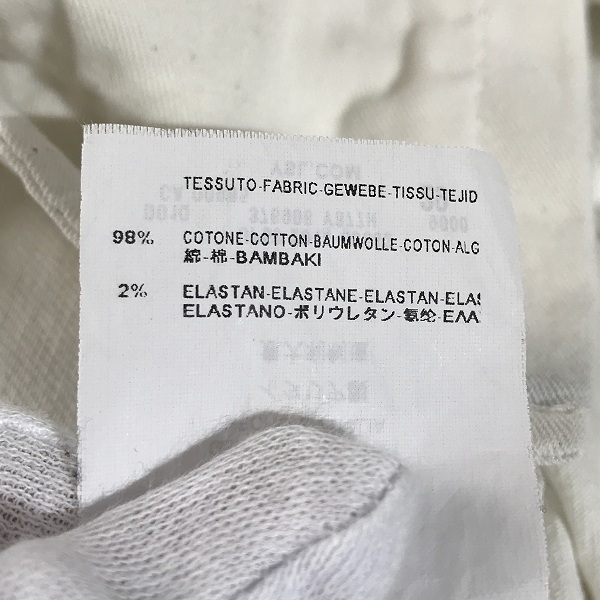 TESSUTO-FABRIC-GEWEBE-TISSU-TEJID
98% COTONE-COTTON-BAUMWOLLE-COTON-ALG
綿-棉-BAMBAKI
2% ELASTAN-ELASTANE-ELASTAN-ELAS
ELASTANO-ポリウレタン-氨纶-ΕΛΑΣ